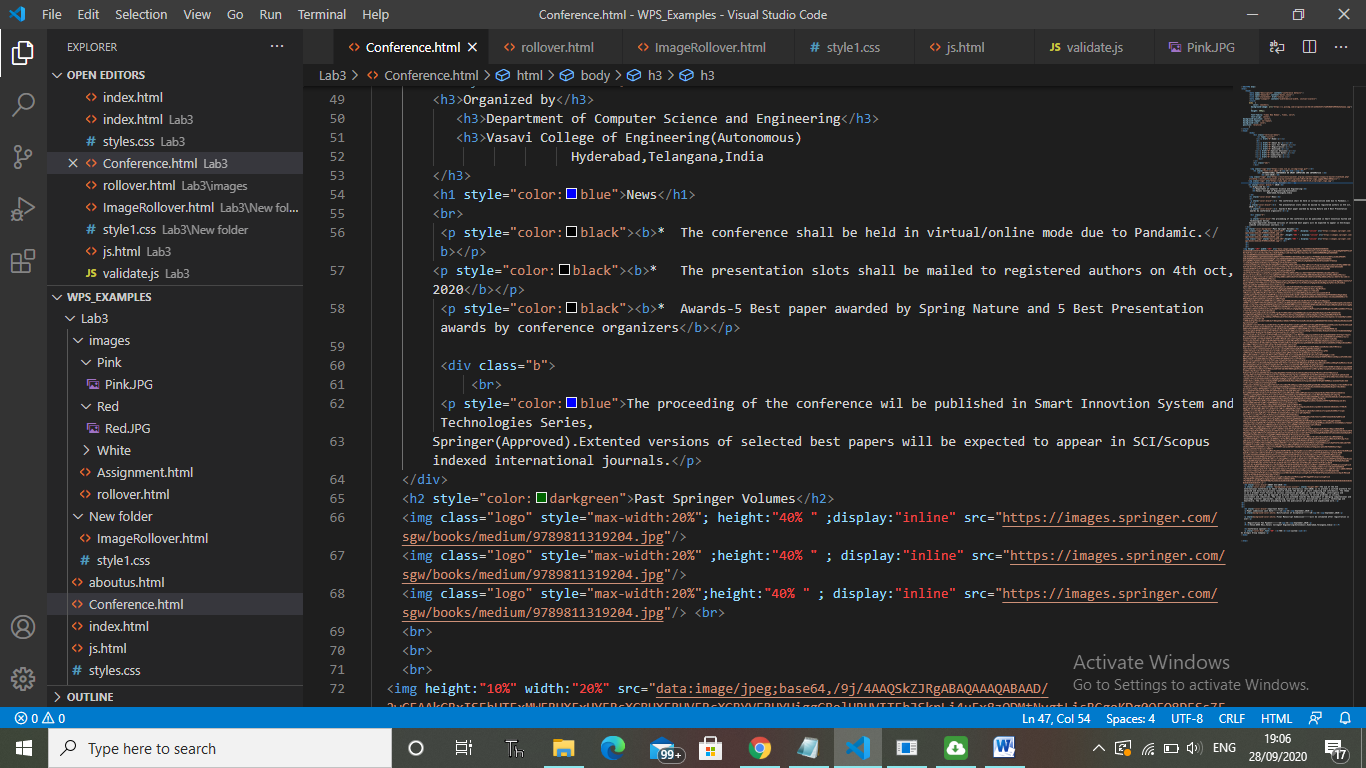 File Edit Selection View Go Run Terminal Help Conference.html - WPS_Examples - Visual Studio Code
EXPLORER ···
OPEN EDITORS
index.html
index.html Lab3
styles.css Lab3
Conference.html Lab3
rollover.html Lab3\images
ImageRollover.html Lab3\New fol...
style1.css Lab3\New folder
js.html Lab3
validate.js Lab3
WPS_EXAMPLES
Lab3
images
Pink
PinkJPG
Red
Red.JPG
White
Assignment.html
rollover.html
New folder
ImageRollover.html
style1.css
aboutus.html
Conference.html
index.html
js.html
styles.css
OUTLINE
Conference.html rollover.html ImageRollover.html style1.css js.html validate.js PinkJPG
Lab3 > Conference.html > html > body > h3 > h3
49 <h3>Organized by</h3>
50 <h3>Department of Computer Science and Engineering</h3>
51 <h3>Vasavi College of Engineering(Autonomous)
52 Hyderabad,Telangana,India
53 </h3>
54 <h1 style="color:blue">News</h1>
55 <br>
56 <p style="color:black"><b>* The conference shall be held in virtual/online mode due to Pandamic.</
b></p>
57 <p style="color:black"><b>* The presentation slots shall be mailed to registered authors on 4th oct,
2020</b></p>
58 <p style="color:black"><b>* Awards-5 Best paper awarded by Spring Nature and 5 Best Presentation
awards by conference organizers</b></p>
59
60 <div class="b">
61 <br>
62 <p style="color:blue">The proceeding of the conference wil be published in Smart Innovtion System and
Technologies Series,
63 Springer(Approved).Extented versions of selected best papers will be expected to appear in SCI/Scopus
indexed international journals.</p>
64 </div>
65 <h2 style="color:darkgreen">Past Springer Volumes</h2>
66 <img class="logo" style="max-width:20%"; height:"40% " ;display:"inline" src="https://images.springer.com/
sgw/books/medium/9789811319204.jpg"/>
67 <img class="logo" style="max-width:20%" ;height:"40% " ; display:"inline" src="https://images.springer.com/
sgw/books/medium/9789811319204.jpg"/>
68 <img class="logo" style="max-width:20%";height:"40% " ; display:"inline" src="https://images.springer.com/
sgw/books/medium/9789811319204.jpg"/> <br>
69 <br>
70 <br>
71 <br>
72 <img height:"10%" width:"20%" src="data:image/jpeg;base64,/9j/4AAQSkZJRgABAQAAAQABAAD/
Activate Windows
Go to Settings to activate Windows.
0 0 Ln 47, Col 54 Spaces: 4 UTF-8 CRLF HTML
Type here to search 99+ ENG 19:06
28/09/2020 17